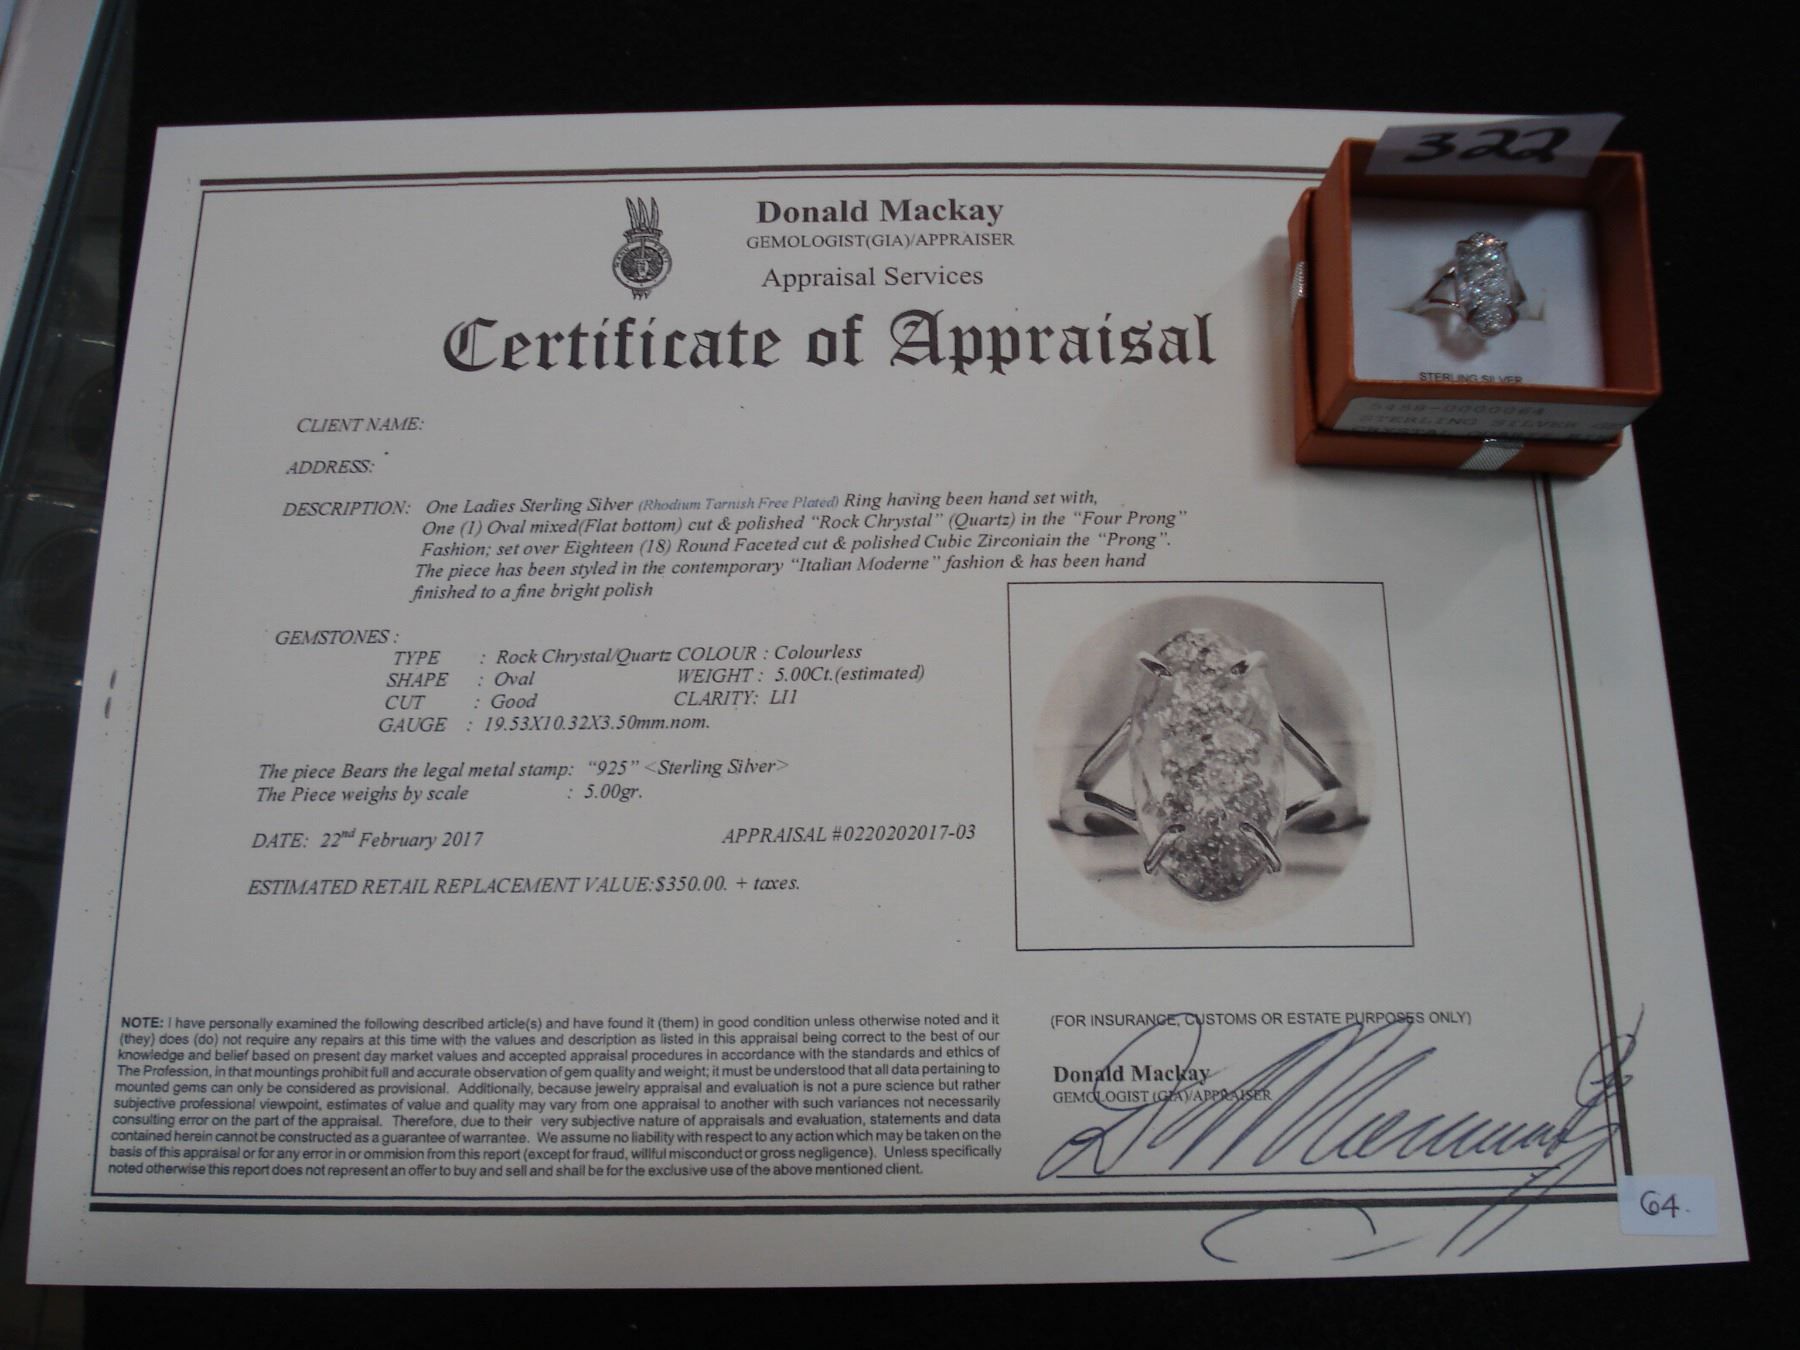 322
Donald Mackay
GEMOLOGIST(GIA)/APPRAISER
Appraisal Services
Certificate of Appraisal
STERLING SILVER
5488-0000064
STERLING SILVER
CLIENT NAME:
ADDRESS:
DESCRIPTION: One Ladies Sterling Silver (Rhodium Tarnish Free Plated) Ring having been hand set with,
One (1) Oval mixed(Flat bottom) cut & polished “Rock Chrystal” (Quartz) in the “Four Prong”
Fashion; set over Eighteen (18) Round Faceted cut & polished Cubic Zirconiain the “Prong”.
The piece has been styled in the contemporary “Italian Moderne” fashion & has been hand
finished to a fine bright polish
GEMSTONES :
TYPE : Rock Chrystal/Quartz COLOUR : Colourless
SHAPE : Oval WEIGHT : 5.00Ct.(estimated)
CUT : Good CLARITY: LI1
GAUGE : 19.53X10.32X3.50mm.nom.
The piece Bears the legal metal stamp: “925” <Sterling Silver>
The Piece weighs by scale : 5.00gr.
DATE: 22nd February 2017 APPRAISAL #0220202017-03
ESTIMATED RETAIL REPLACEMENT VALUE:$350.00. + taxes.
NOTE: I have personally examined the following described article(s) and have found it (them) in good condition unless otherwise noted and it
(they) does (do) not require any repairs at this time with the values and description as listed in this appraisal being correct to the best of our
knowledge and belief based on present day market values and accepted appraisal procedures in accordance with the standards and ethics of
The Profession, in that mountings prohibit full and accurate observation of gem quality and weight; it must be understood that all data pertaining to
mounted gems can only be considered as provisional. Additionally, because jewelry appraisal and evaluation is not a pure science but rather
subjective professional viewpoint, estimates of value and quality may vary from one appraisal to another with such variances not necessarily
consulting error on the part of the appraisal. Therefore, due to their very subjective nature of appraisals and evaluation, statements and data
contained herein cannot be constructed as a guarantee of warrantee. We assume no liability with respect to any action which may be taken on the
basis of this appraisal or for any error in or ommision from this report (except for fraud, willful misconduct or gross negligence). Unless specifically
noted otherwise this report does not represent an offer to buy and sell and shall be for the exclusive use of the above mentioned client.
(FOR INSURANCE, CUSTOMS OR ESTATE PURPOSES ONLY)
Donald Mackay
GEMOLOGIST (GIA)/APPRAISER
64.